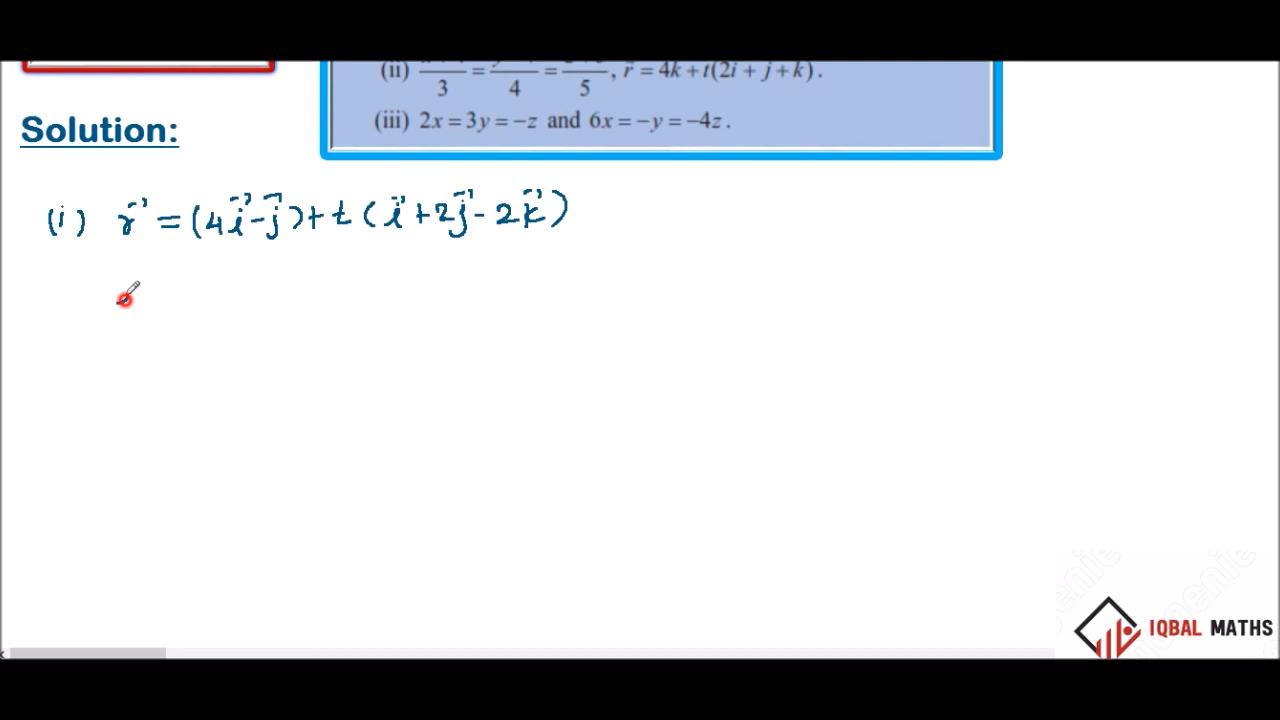 (ii) ——/3 = ——/4 = ——/5 , r⃗ = 4k + t(2i + j + k) .
Solution:
(iii) 2x = 3y = −z and 6x = −y = −4z .
(i) r⃗ = (4i⃗ - j⃗) + t (i⃗ + 2j⃗ - 2k⃗)
IQBAL MATHS